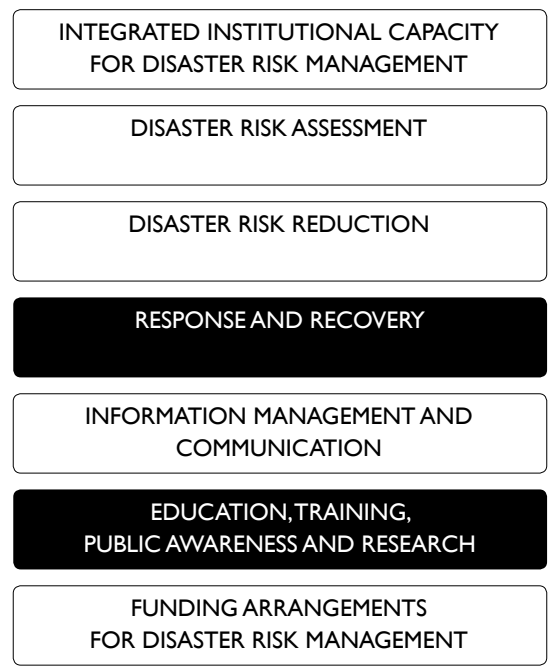 INTEGRATED INSTITUTIONAL CAPACITY
FOR DISASTER RISK MANAGEMENT
DISASTER RISK ASSESSMENT
DISASTER RISK REDUCTION
RESPONSE AND RECOVERY
INFORMATION MANAGEMENT AND
COMMUNICATION
EDUCATION, TRAINING,
PUBLIC AWARENESS AND RESEARCH
FUNDING ARRANGEMENTS
FOR DISASTER RISK MANAGEMENT